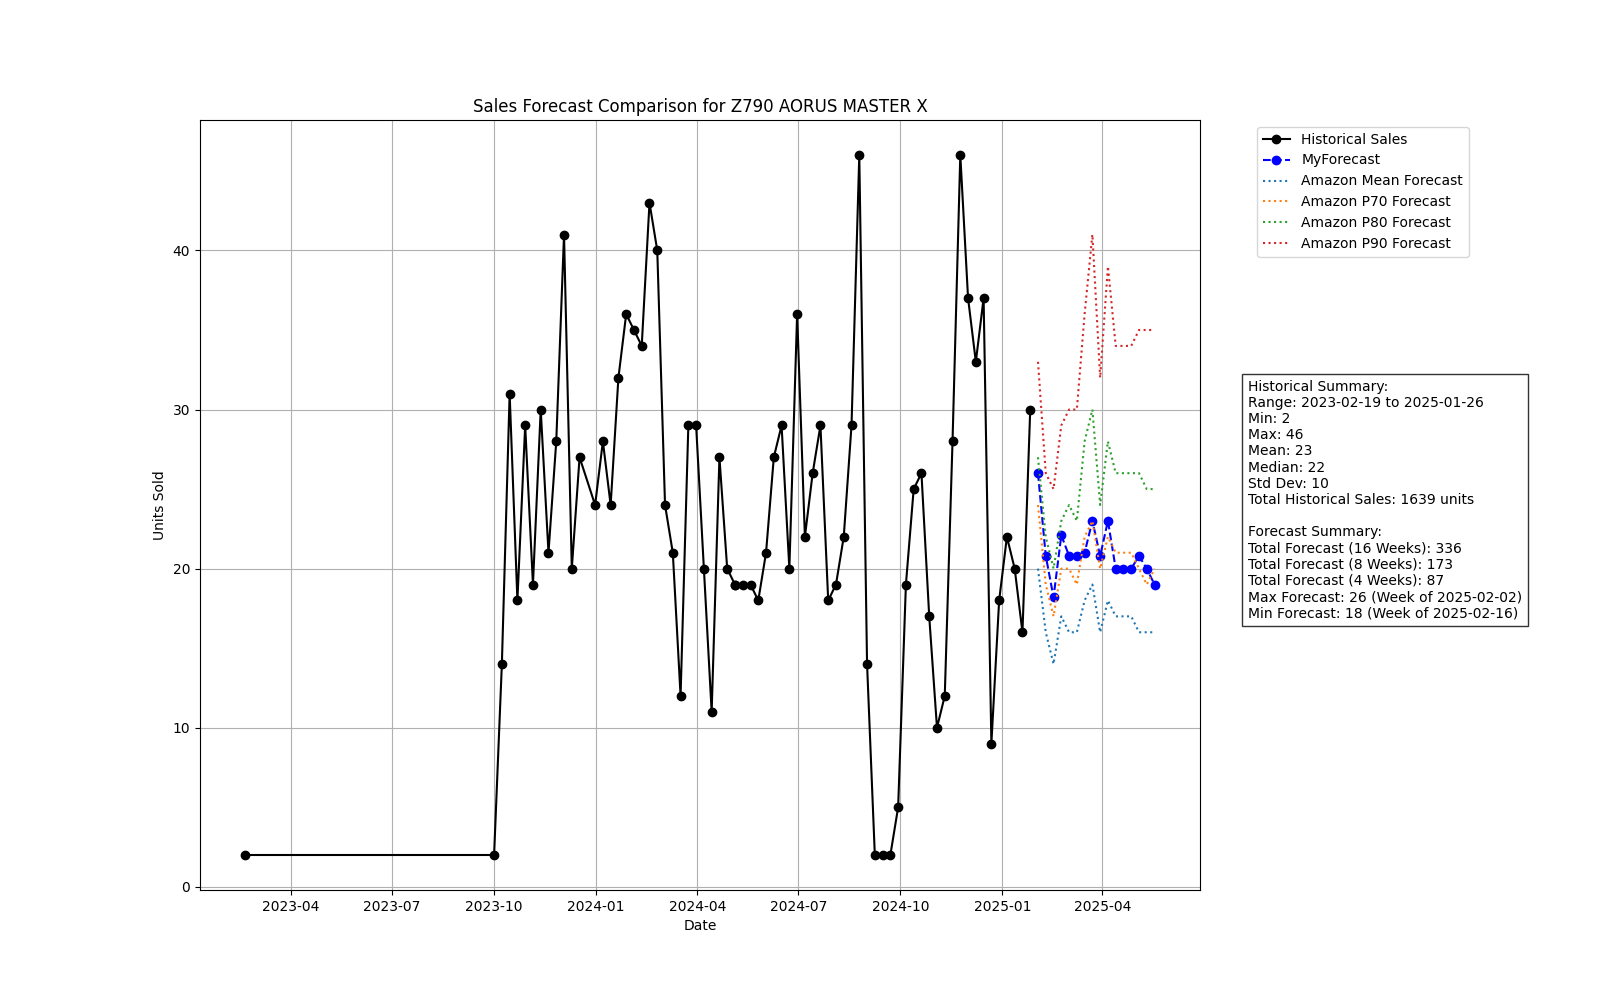 Sales Forecast Comparison for Z790 AORUS MASTER X
Units Sold
40
30
20
10
0
2023-04
2023-07
2023-10
2024-01
2024-04
2024-07
2024-10
2025-01
2025-04
Date
Historical Sales
MyForecast
Amazon Mean Forecast
Amazon P70 Forecast
Amazon P80 Forecast
Amazon P90 Forecast
Historical Summary:
Range: 2023-02-19 to 2025-01-26
Min: 2
Max: 46
Mean: 23
Median: 22
Std Dev: 10
Total Historical Sales: 1639 units
Forecast Summary:
Total Forecast (16 Weeks): 336
Total Forecast (8 Weeks): 173
Total Forecast (4 Weeks): 87
Max Forecast: 26 (Week of 2025-02-02)
Min Forecast: 18 (Week of 2025-02-16)